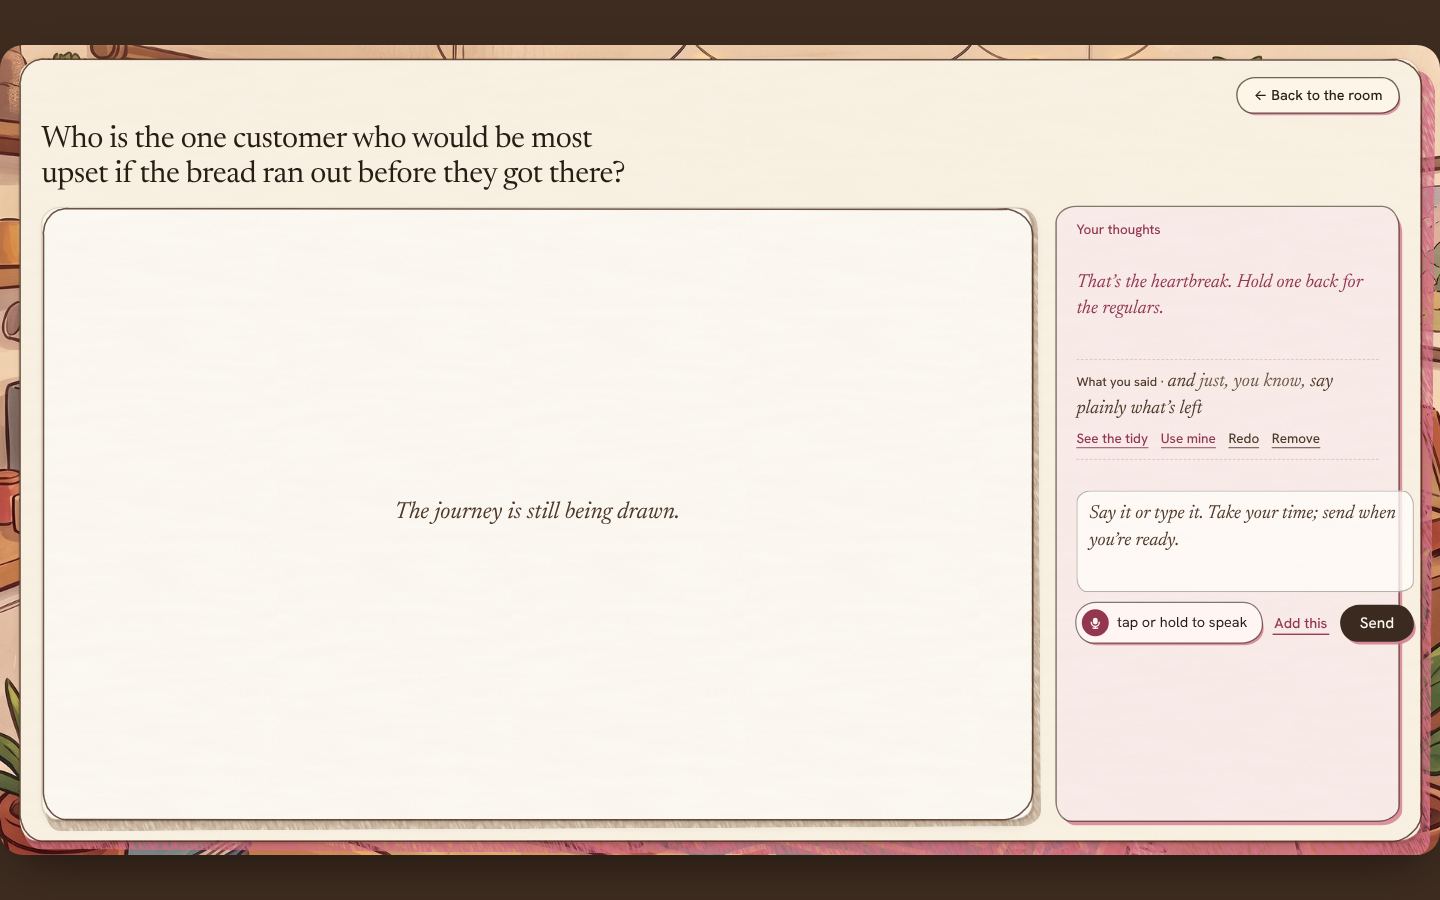 ← Back to the room
Who is the one customer who would be most
upset if the bread ran out before they got there?
The journey is still being drawn.
Your thoughts
That’s the heartbreak. Hold one back for
the regulars.
What you said · and just, you know, say
plainly what’s left
See the tidy Use mine Redo Remove
Say it or type it. Take your time; send when
you’re ready.
tap or hold to speak Add this Send